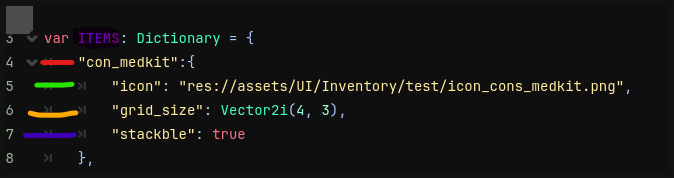 3 var ITEMS: Dictionary = {
4 "con_medkit":{
5 "icon": "res://assets/UI/Inventory/test/icon_cons_medkit.png",
6 "grid_size": Vector2i(4, 3),
7 "stackble": true
8 },